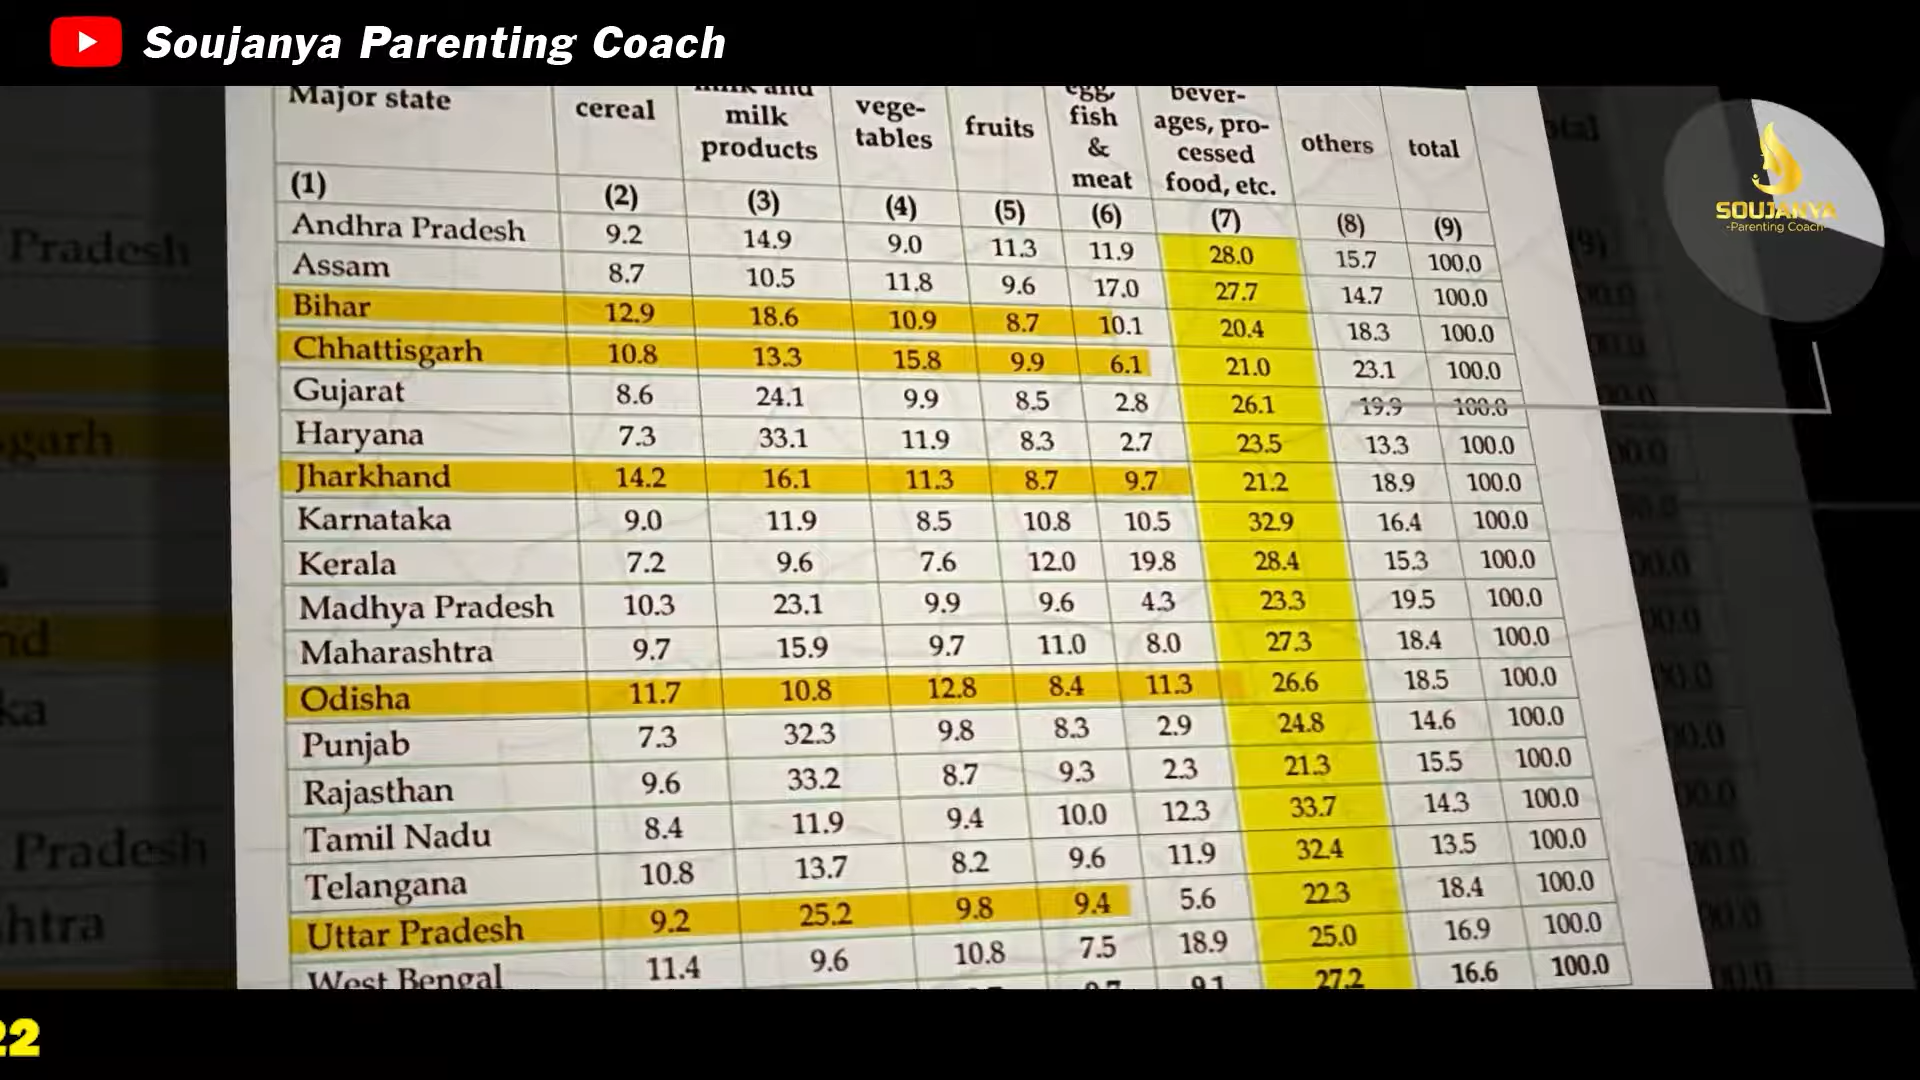 Soujanya Parenting Coach
Major state cereal milk and milk products vege-tables fruits egg, fish & meat bever-ages, pro-cessed food, etc. others total
(1) (2) (3) (4) (5) (6) (7) (8) (9)
Andhra Pradesh 9.2 14.9 9.0 11.3 11.9 28.0 15.7 100.0
Assam 8.7 10.5 11.8 9.6 17.0 27.7 14.7 100.0
Bihar 12.9 18.6 10.9 8.7 10.1 20.4 18.3 100.0
Chhattisgarh 10.8 13.3 15.8 9.9 6.1 21.0 23.1 100.0
Gujarat 8.6 24.1 9.9 8.5 2.8 26.1 19.9 100.0
Haryana 7.3 33.1 11.9 8.3 2.7 23.5 13.3 100.0
Jharkhand 14.2 16.1 11.3 8.7 9.7 21.2 18.9 100.0
Karnataka 9.0 11.9 8.5 10.8 10.5 32.9 16.4 100.0
Kerala 7.2 9.6 7.6 12.0 19.8 28.4 15.3 100.0
Madhya Pradesh 10.3 23.1 9.9 9.6 4.3 23.3 19.5 100.0
Maharashtra 9.7 15.9 9.7 11.0 8.0 27.3 18.4 100.0
Odisha 11.7 10.8 12.8 8.4 11.3 26.6 18.5 100.0
Punjab 7.3 32.3 9.8 8.3 2.9 24.8 14.6 100.0
Rajasthan 9.6 33.2 8.7 9.3 2.3 21.3 15.5 100.0
Tamil Nadu 8.4 11.9 9.4 10.0 12.3 33.7 14.3 100.0
Telangana 10.8 13.7 8.2 9.6 11.9 32.4 13.5 100.0
Uttar Pradesh 9.2 25.2 9.8 9.4 5.6 22.3 18.4 100.0
West Bengal 11.4 9.6 10.8 7.5 18.9 25.0 16.9 100.0
9.1 27.2 16.6 100.0
SOUJANYA
-Parenting Coach-
22